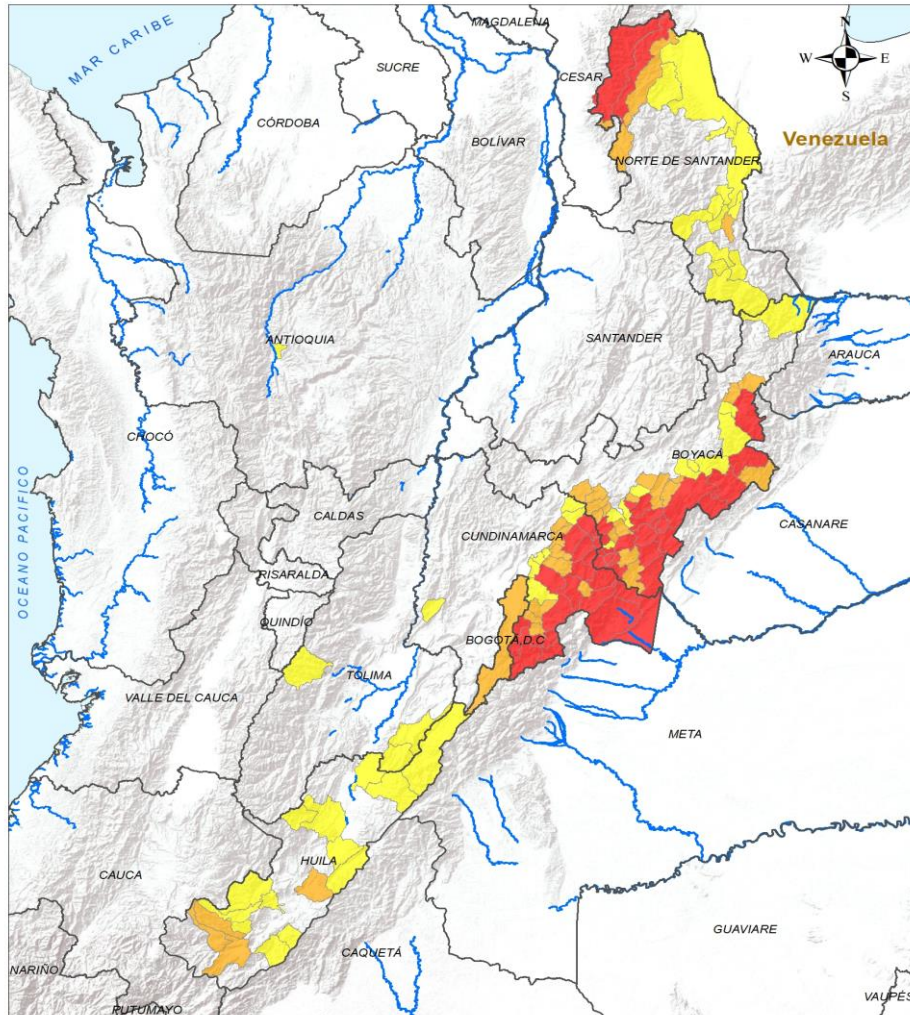 MAGDALENA
N
MAR CARIBE
W
E
SUCRE
CESAR
S
CÓRDOBA
BOLÍVAR
Venezuela
NORTE DE SANTANDER
ANTIOQUIA
SANTANDER
ARAUCA
CHOCÓ
BOYACÁ
OCEANO PACIFICO
CALDAS
CASANARE
CUNDINAMARCA
RISARALDA
QUINDÍO
BOGOTÁ,D.C
TOLIMA
VALLE DEL CAUCA
META
HUILA
CAUCA
GUAVIARE
CAQUETÁ
NARIÑO
VAUPÉS
PUTUMAYO